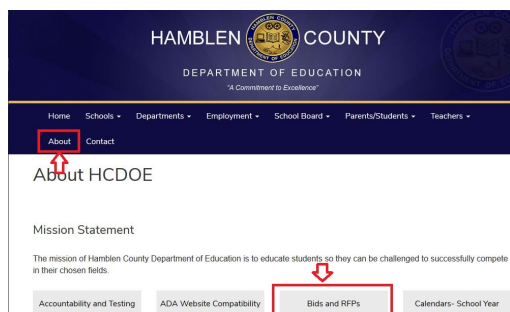 HAMBLEN COUNTY
DEPARTMENT OF EDUCATION
"A Commitment to Excellence"
Home Schools Departments Employment School Board Parents/Students Teachers
About Contact
About HCDOE
Mission Statement
The mission of Hamblen County Department of Education is to educate students so they can be challenged to successfully compete
in their chosen fields.
Accountability and Testing ADA Website Compatibility Bids and RFPs Calendars- School Year